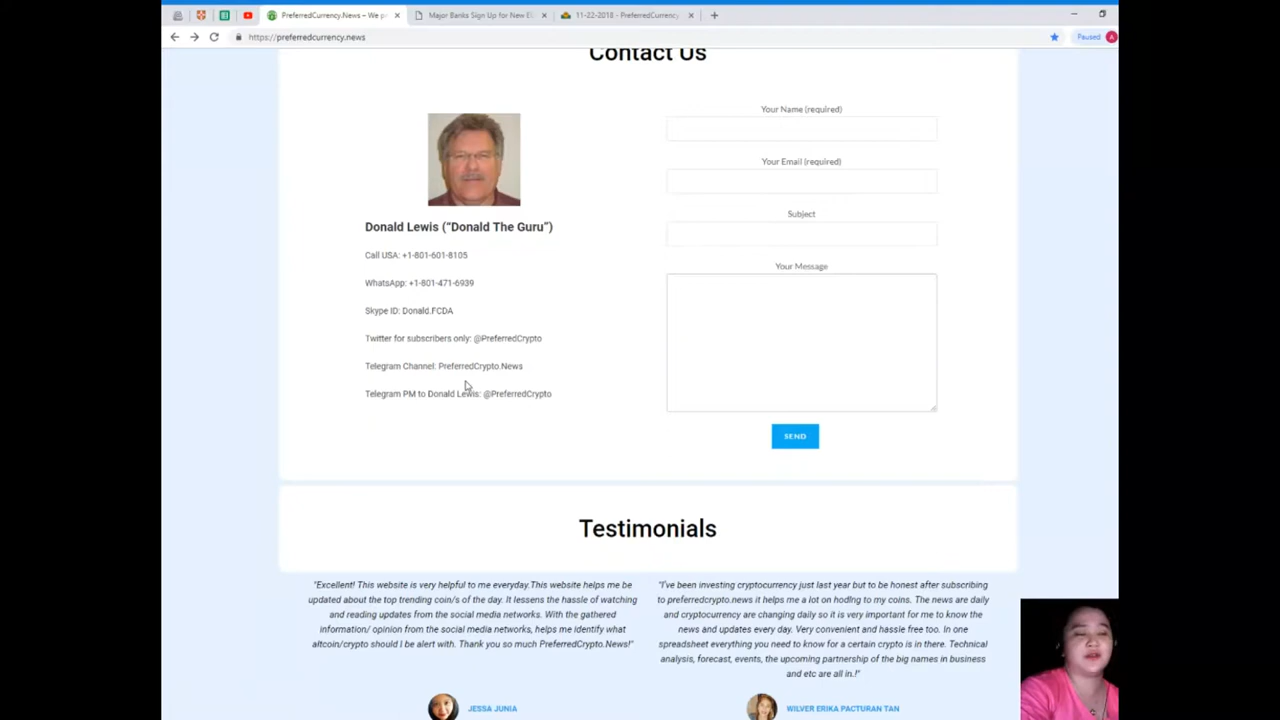 PreferredCurrency.News – We pr
Major Banks Sign Up for New E
11-22-2018 - PreferredCurrency
https://preferredcurrency.news
Paused
A
Contact Us
Donald Lewis (“Donald The Guru”)
Call USA: +1-801-601-8105
WhatsApp: +1-801-471-6939
Skype ID: Donald.FCDA
Twitter for subscribers only: @PreferredCrypto
Telegram Channel: PreferredCrypto.News
Telegram PM to Donald Lewis: @PreferredCrypto
Your Name (required)
Your Email (required)
Subject
Your Message
SEND
Testimonials
"Excellent! This website is very helpful to me everyday.This website helps me be
updated about the top trending coin/s of the day. It lessens the hassle of watching
and reading updates from the social media networks. With the gathered
information/ opinion from the social media networks, helps me identify what
altcoin/crypto should I be alert with. Thank you so much PreferredCrypto.News!"
JESSA JUNIA
"I've been investing cryptocurrency just last year but to be honest after subscribing
to preferredcrypto.news it helps me a lot on hodlng to my coins. The news are daily
and cryptocurrency are changing daily so it is very important for me to know the
news and updates every day. Very convenient and hassle free too. In one
spreadsheet everything you need to know for a certain crypto is in there. Technical
analysis, forecast, events, the upcoming partnership of the big names in business
and etc are all in.!"
WILVER ERIKA PACTURAN TAN